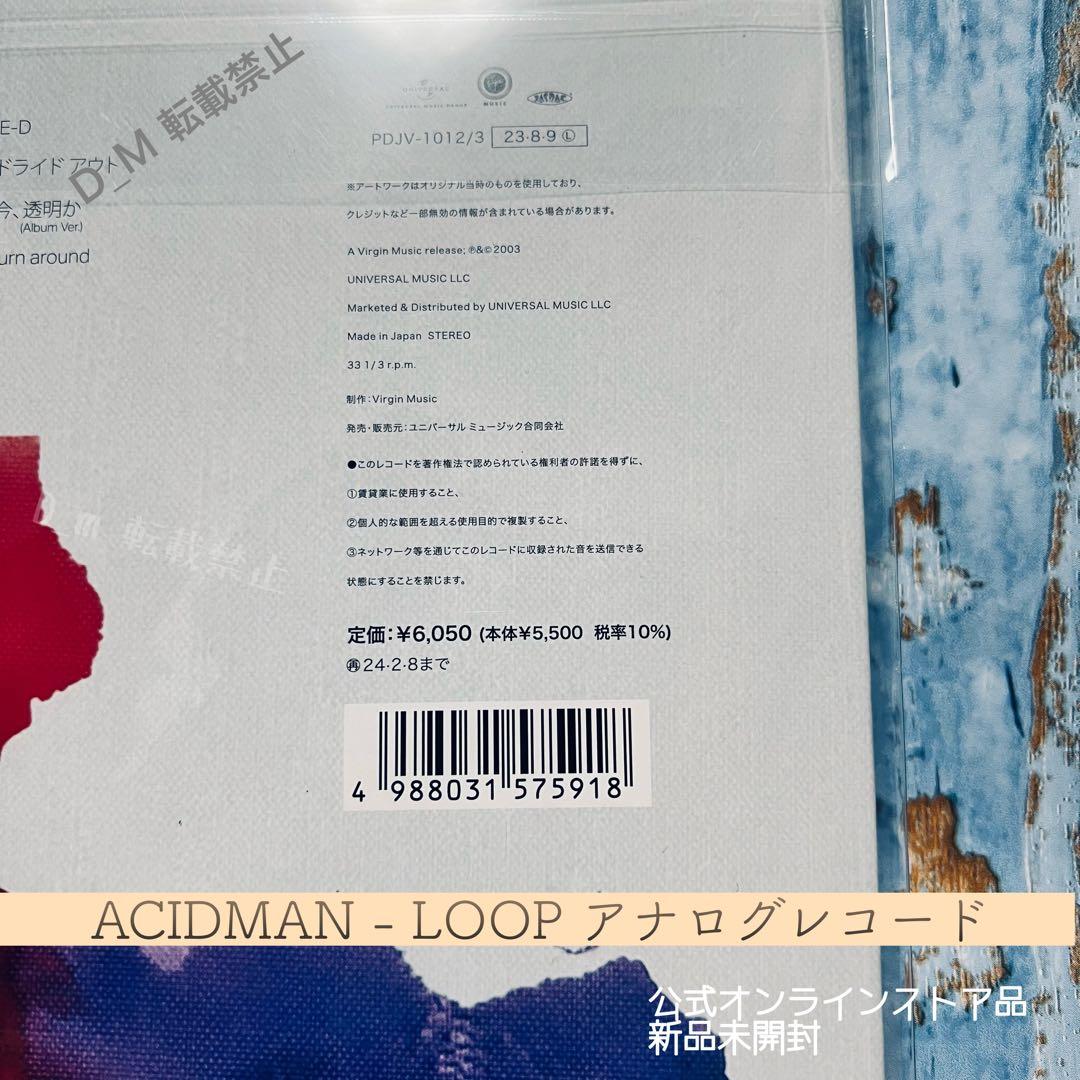 D_M 転載禁止
E-D
ドライド アウト
今、透明か
(Album Ver.)
urn around
UNIVERSAL
UNIVERSAL MUSIC GROUP
MUSIC
PDJV-1012/3 23・8・9 Ⓛ
※アートワークはオリジナル当時のものを使用しており、
クレジットなど一部無効の情報が含まれている場合があります。
A Virgin Music release; ℗&©2003
UNIVERSAL MUSIC LLC
Marketed & Distributed by UNIVERSAL MUSIC LLC
Made in Japan STEREO
33 1/3 r.p.m.
制作:Virgin Music
発売・販売元:ユニバーサル ミュージック合同会社
●このレコードを著作権法で認められている権利者の許諾を得ずに、
①賃貸業に使用すること、
②個人的な範囲を超える使用目的で複製すること、
③ネットワーク等を通じてこのレコードに収録された音を送信できる
状態にすることを禁じます。
D_M 転載禁止
定価:¥6,050 (本体¥5,500 税率10%)
㊢24・2・8まで
4 988031 575918
ACIDMAN - LOOP アナログレコード
公式オンラインストア品
新品未開封